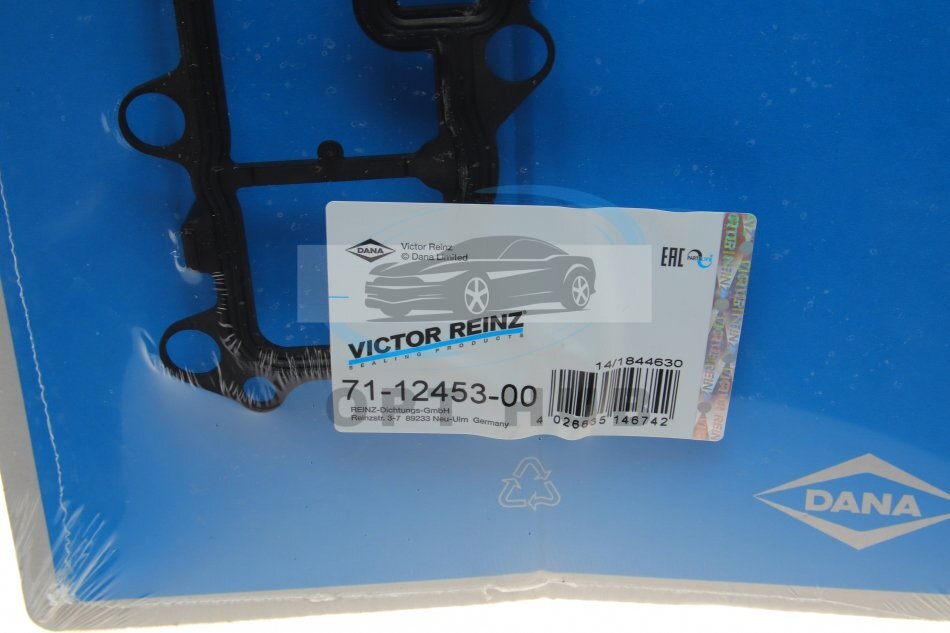 DANA
Victor Reinz
© Dana Limited
EAC
VICTOR REINZ®
SEALING PRODUCTS
14/1844630
71-12453-00
REINZ-Dichtungs-GmbH
Reinzstr. 3-7 89233 Neu-Ulm Germany
4 026635 146742
DANA